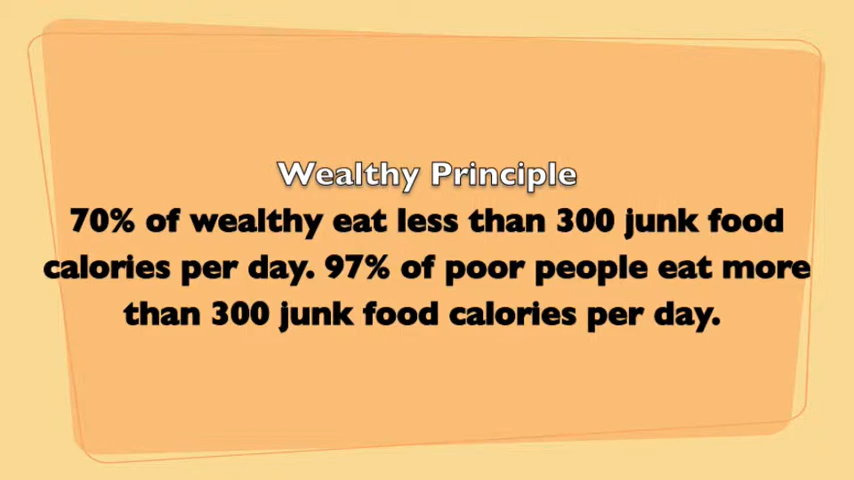 Wealthy Principle
70% of wealthy eat less than 300 junk food
calories per day. 97% of poor people eat more
than 300 junk food calories per day.